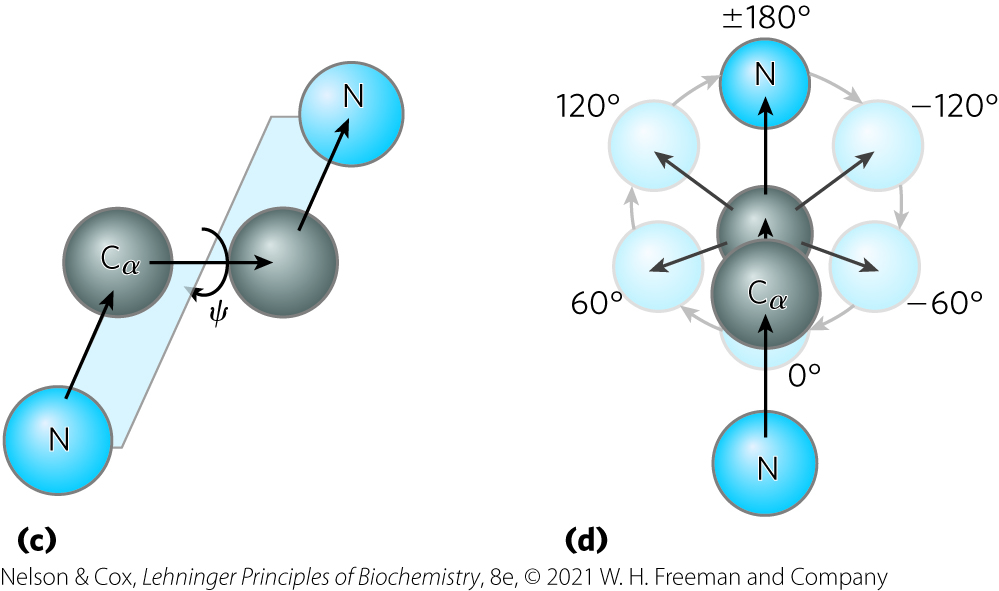 N
Cα
ψ
N
(c)
±180°
N
120°
−120°
Cα
60°
−60°
0°
N
(d)
Nelson & Cox, Lehninger Principles of Biochemistry, 8e, © 2021 W. H. Freeman and Company